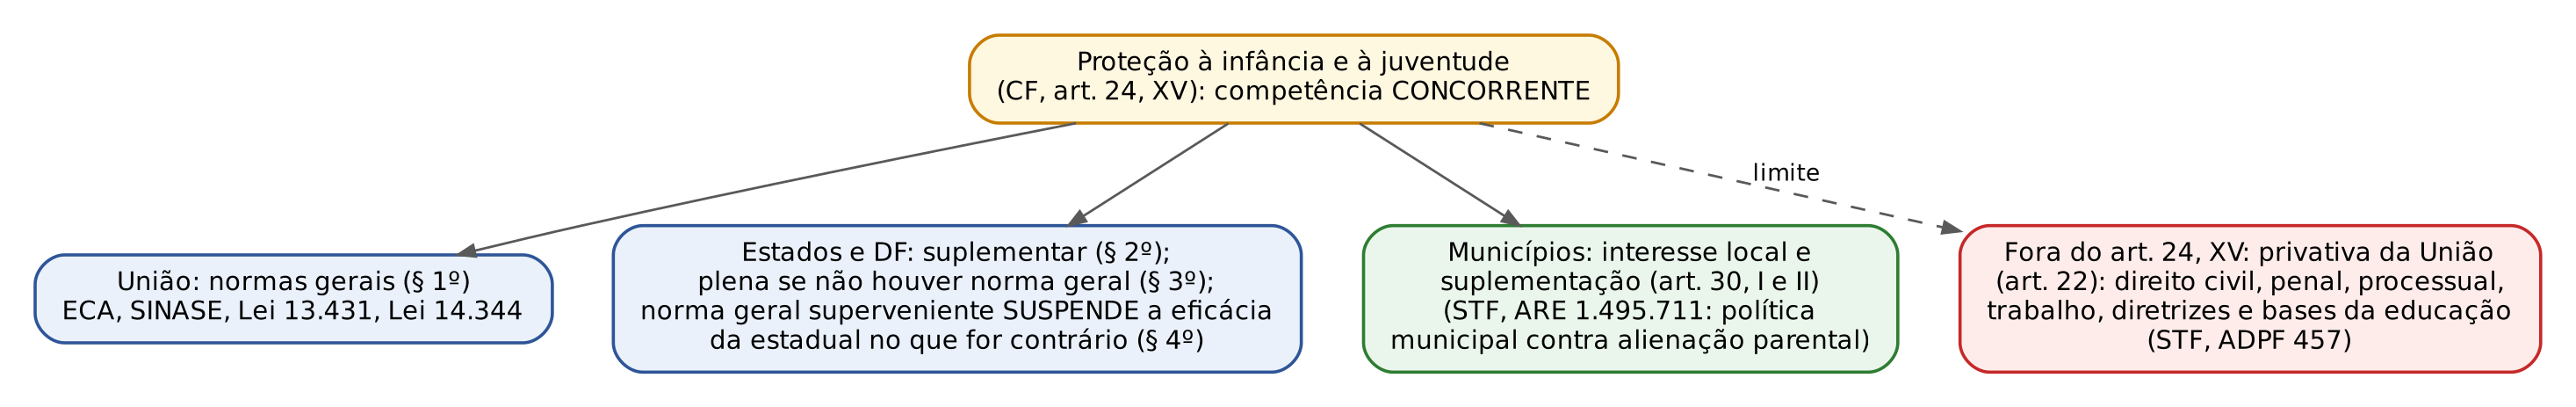 Proteção à infância e à juventude
(CF, art. 24, XV): competência CONCORRENTE
limite
União: normas gerais (§ 1º)
ECA, SINASE, Lei 13.431, Lei 14.344
Estados e DF: suplementar (§ 2º);
plena se não houver norma geral (§ 3º);
norma geral superveniente SUSPENDE a eficácia
da estadual no que for contrário (§ 4º)
Municípios: interesse local e
suplementação (art. 30, I e II)
(STF, ARE 1.495.711: política
municipal contra alienação parental)
Fora do art. 24, XV: privativa da União
(art. 22): direito civil, penal, processual,
trabalho, diretrizes e bases da educação
(STF, ADPF 457)